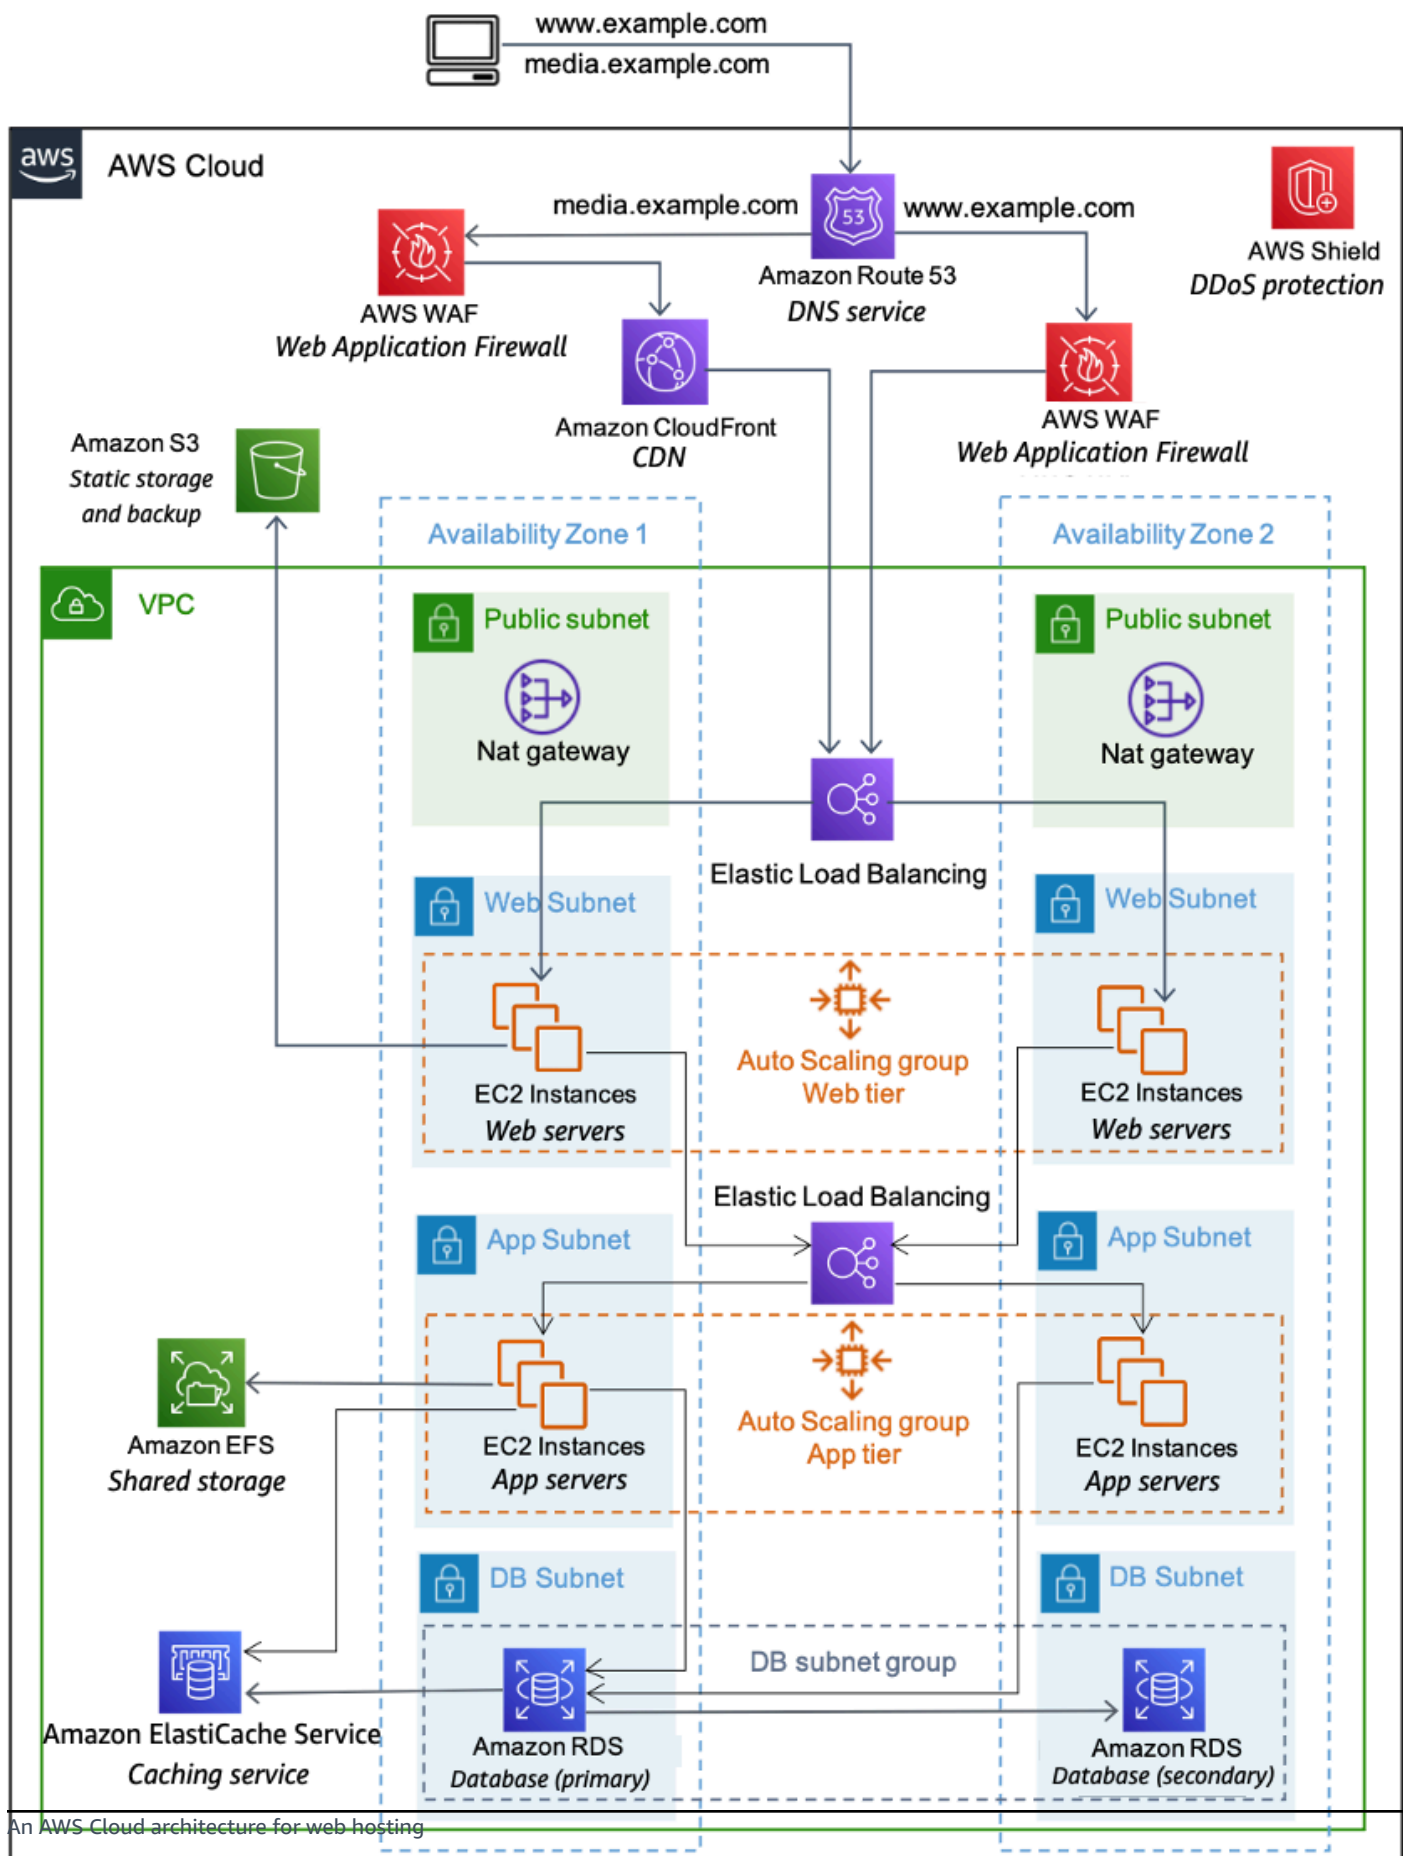 www.example.com
media.example.com
aws
AWS Cloud
media.example.com
53
www.example.com
Amazon Route 53
DNS service
AWS Shield
DDoS protection
AWS WAF
Web Application Firewall
Amazon CloudFront
CDN
AWS WAF
Web Application Firewall
Amazon S3
Static storage
and backup
Availability Zone 1
Availability Zone 2
VPC
Public subnet
Nat gateway
Public subnet
Nat gateway
Elastic Load Balancing
Web Subnet
Web Subnet
EC2 Instances
Web servers
Auto Scaling group
Web tier
EC2 Instances
Web servers
Elastic Load Balancing
App Subnet
App Subnet
Amazon EFS
Shared storage
EC2 Instances
App servers
Auto Scaling group
App tier
EC2 Instances
App servers
DB Subnet
DB Subnet
DB subnet group
Amazon ElastiCache Service
Caching service
Amazon RDS
Database (primary)
Amazon RDS
Database (secondary)
An AWS Cloud architecture for web hosting